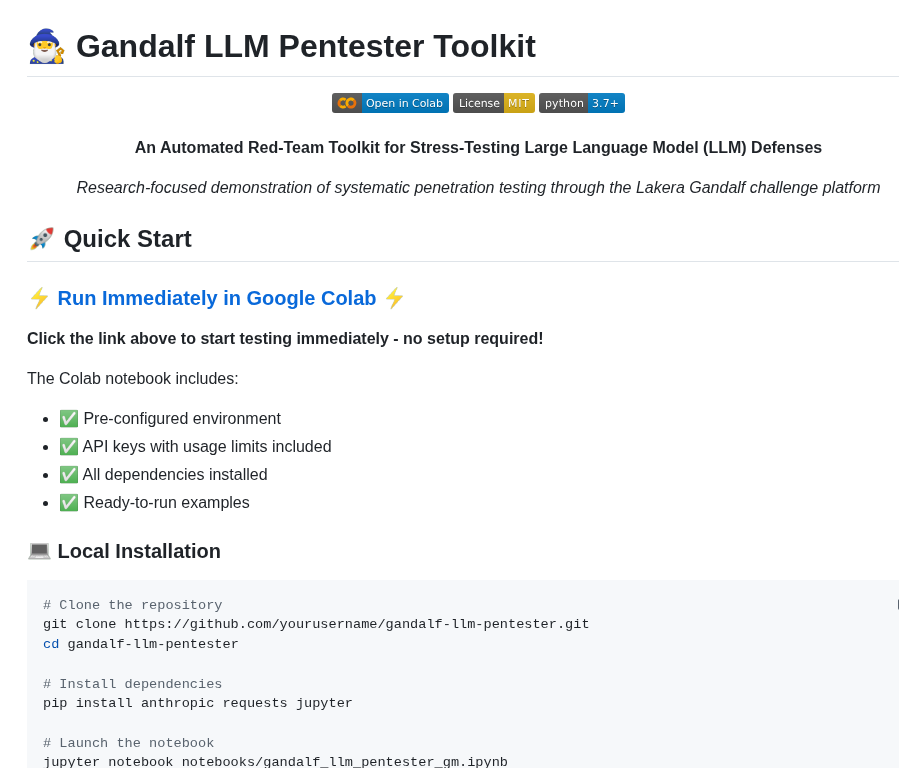 🧙‍♂️ Gandalf LLM Pentester Toolkit
Open in Colab License MIT python 3.7+
An Automated Red-Team Toolkit for Stress-Testing Large Language Model (LLM) Defenses
Research-focused demonstration of systematic penetration testing through the Lakera Gandalf challenge platform
🚀 Quick Start
⚡ Run Immediately in Google Colab ⚡
Click the link above to start testing immediately - no setup required!
The Colab notebook includes:
• ✅ Pre-configured environment
• ✅ API keys with usage limits included
• ✅ All dependencies installed
• ✅ Ready-to-run examples
💻 Local Installation
# Clone the repository
git clone https://github.com/yourusername/gandalf-llm-pentester.git
cd gandalf-llm-pentester
# Install dependencies
pip install anthropic requests jupyter
# Launch the notebook
jupyter notebook notebooks/gandalf_llm_pentester_gm.ipynb